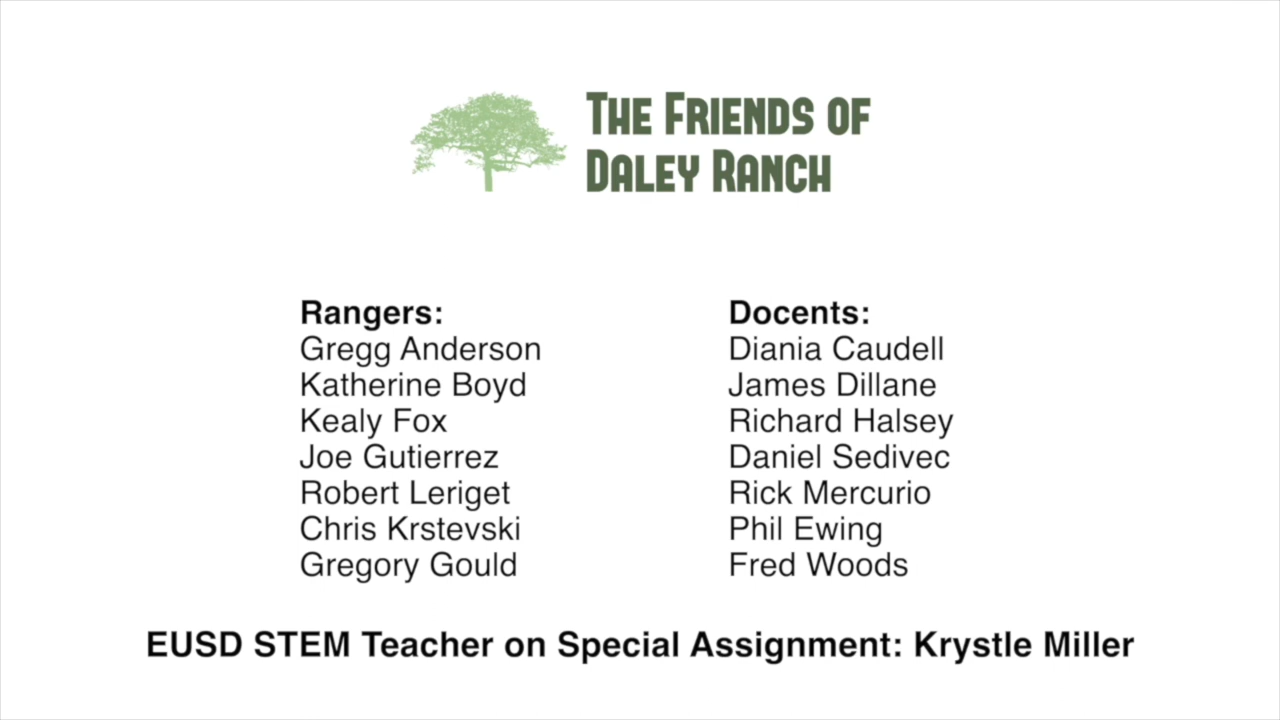 THE FRIENDS OF
DALEY RANCH
Rangers:
Gregg Anderson
Katherine Boyd
Kealy Fox
Joe Gutierrez
Robert Leriget
Chris Krstevski
Gregory Gould
Docents:
Diania Caudell
James Dillane
Richard Halsey
Daniel Sedivec
Rick Mercurio
Phil Ewing
Fred Woods
EUSD STEM Teacher on Special Assignment: Krystle Miller